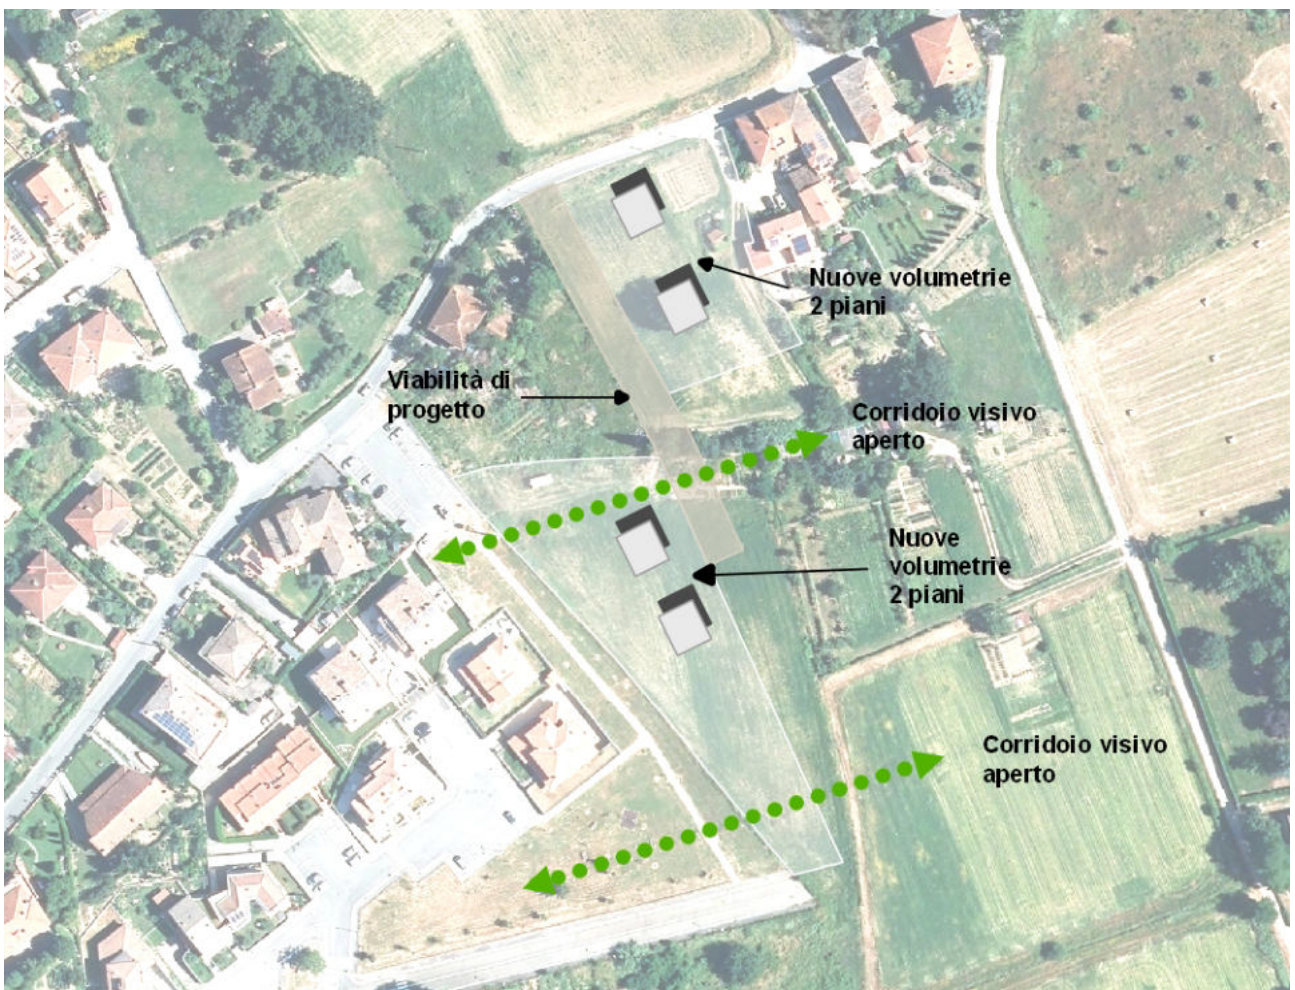 Nuove volumetrie
2 piani
Viabilità di
progetto
Corridoio visivo
aperto
Nuove
volumetrie
2 piani
Corridoio visivo
aperto